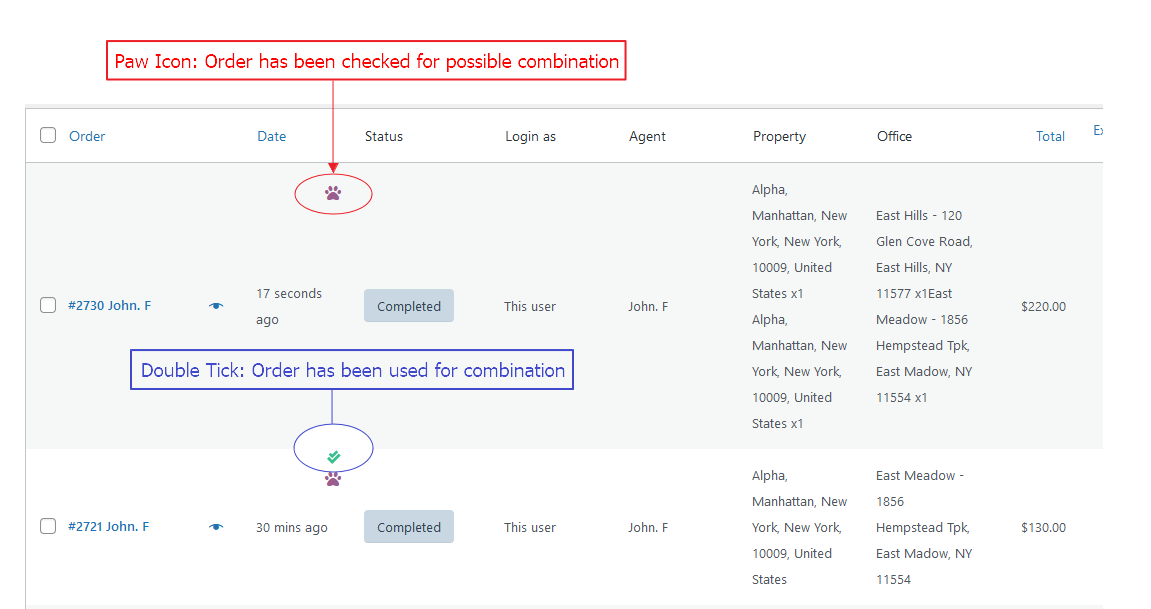 Paw Icon: Order has been checked for possible combination
Order
Date
Status
Login as
Agent
Property
Office
Total
Ex
#2730 John. F
17 seconds
ago
Completed
This user
John. F
Alpha,
Manhattan, New
York, New York,
10009, United
States x1
Alpha,
Manhattan, New
York, New York,
10009, United
States x1
East Hills - 120
Glen Cove Road,
East Hills, NY
11577 x1East
Meadow - 1856
Hempstead Tpk,
East Madow, NY
11554 x1
$220.00
Double Tick: Order has been used for combination
#2721 John. F
30 mins ago
Completed
This user
John. F
Alpha,
Manhattan, New
York, New York,
10009, United
States
East Meadow -
1856
Hempstead Tpk,
East Madow, NY
11554
$130.00